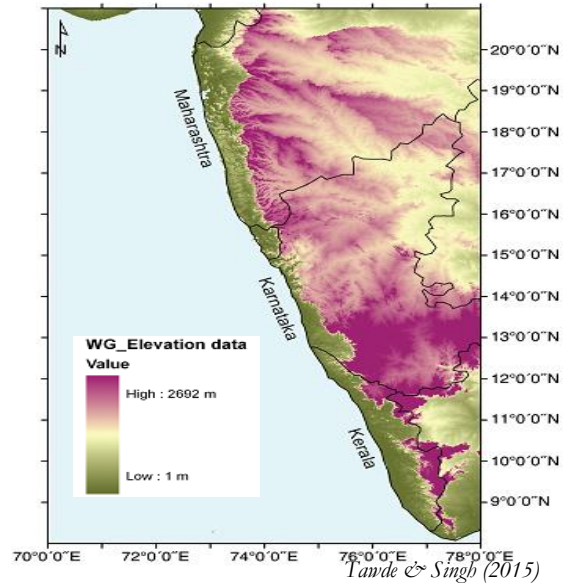 Z
20°0'0"N
19°0'0"N
18°0'0"N
17°0'0"N
16°0'0"N
15°0'0"N
14°0'0"N
13°0'0"N
12°0'0"N
11°0'0"N
10°0'0"N
9°0'0"N
Maharashtra
Karnataka
Kerala
WG_Elevation data
Value
High : 2692 m
Low : 1 m
70°0'0"E
72°0'0"E
74°0'0"E
76°0'0"E
78°0'0"E
Tawde & Singh (2015)